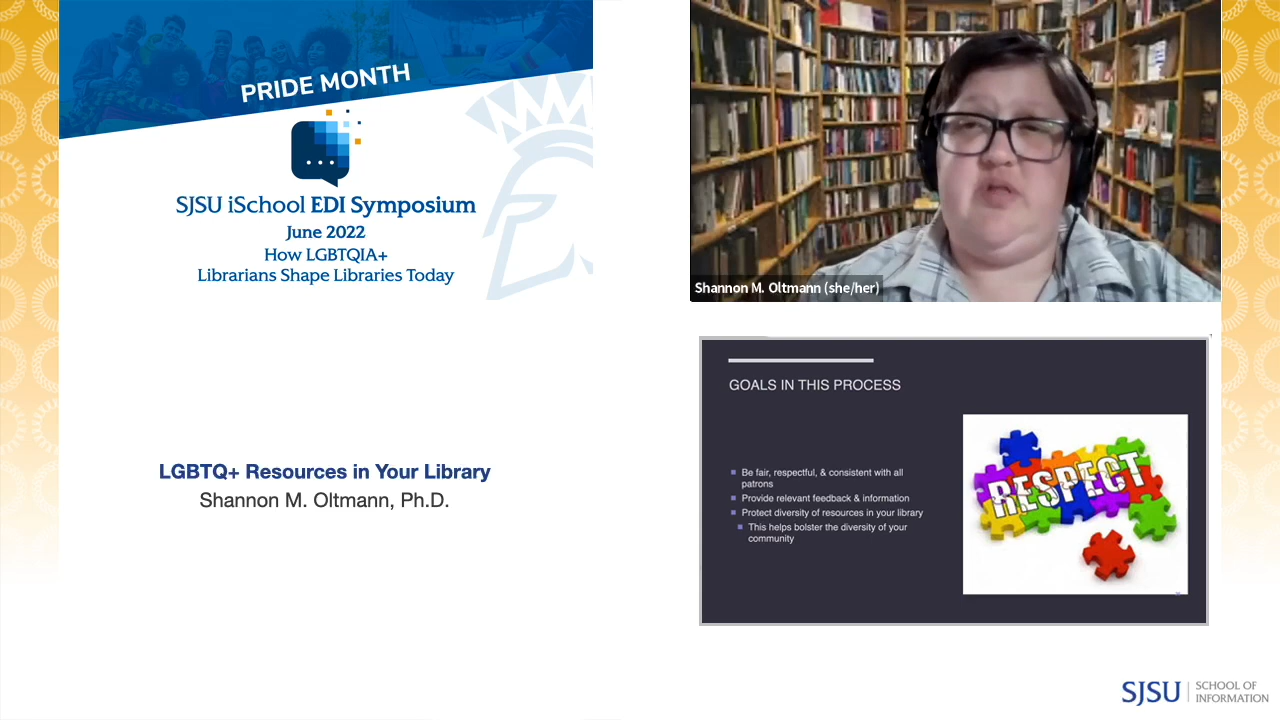 PRIDE MONTH
SJSU iSchool EDI Symposium
June 2022
How LGBTQIA+
Librarians Shape Libraries Today
LGBTQ+ Resources in Your Library
Shannon M. Oltmann, Ph.D.
Shannon M. Oltmann (she/her)
GOALS IN THIS PROCESS
Be fair, respectful, & consistent with all
patrons
Provide relevant feedback & information
Protect diversity of resources in your library
This helps bolster the diversity of your
community
RESPECT
SJSU | SCHOOL OF
INFORMATION